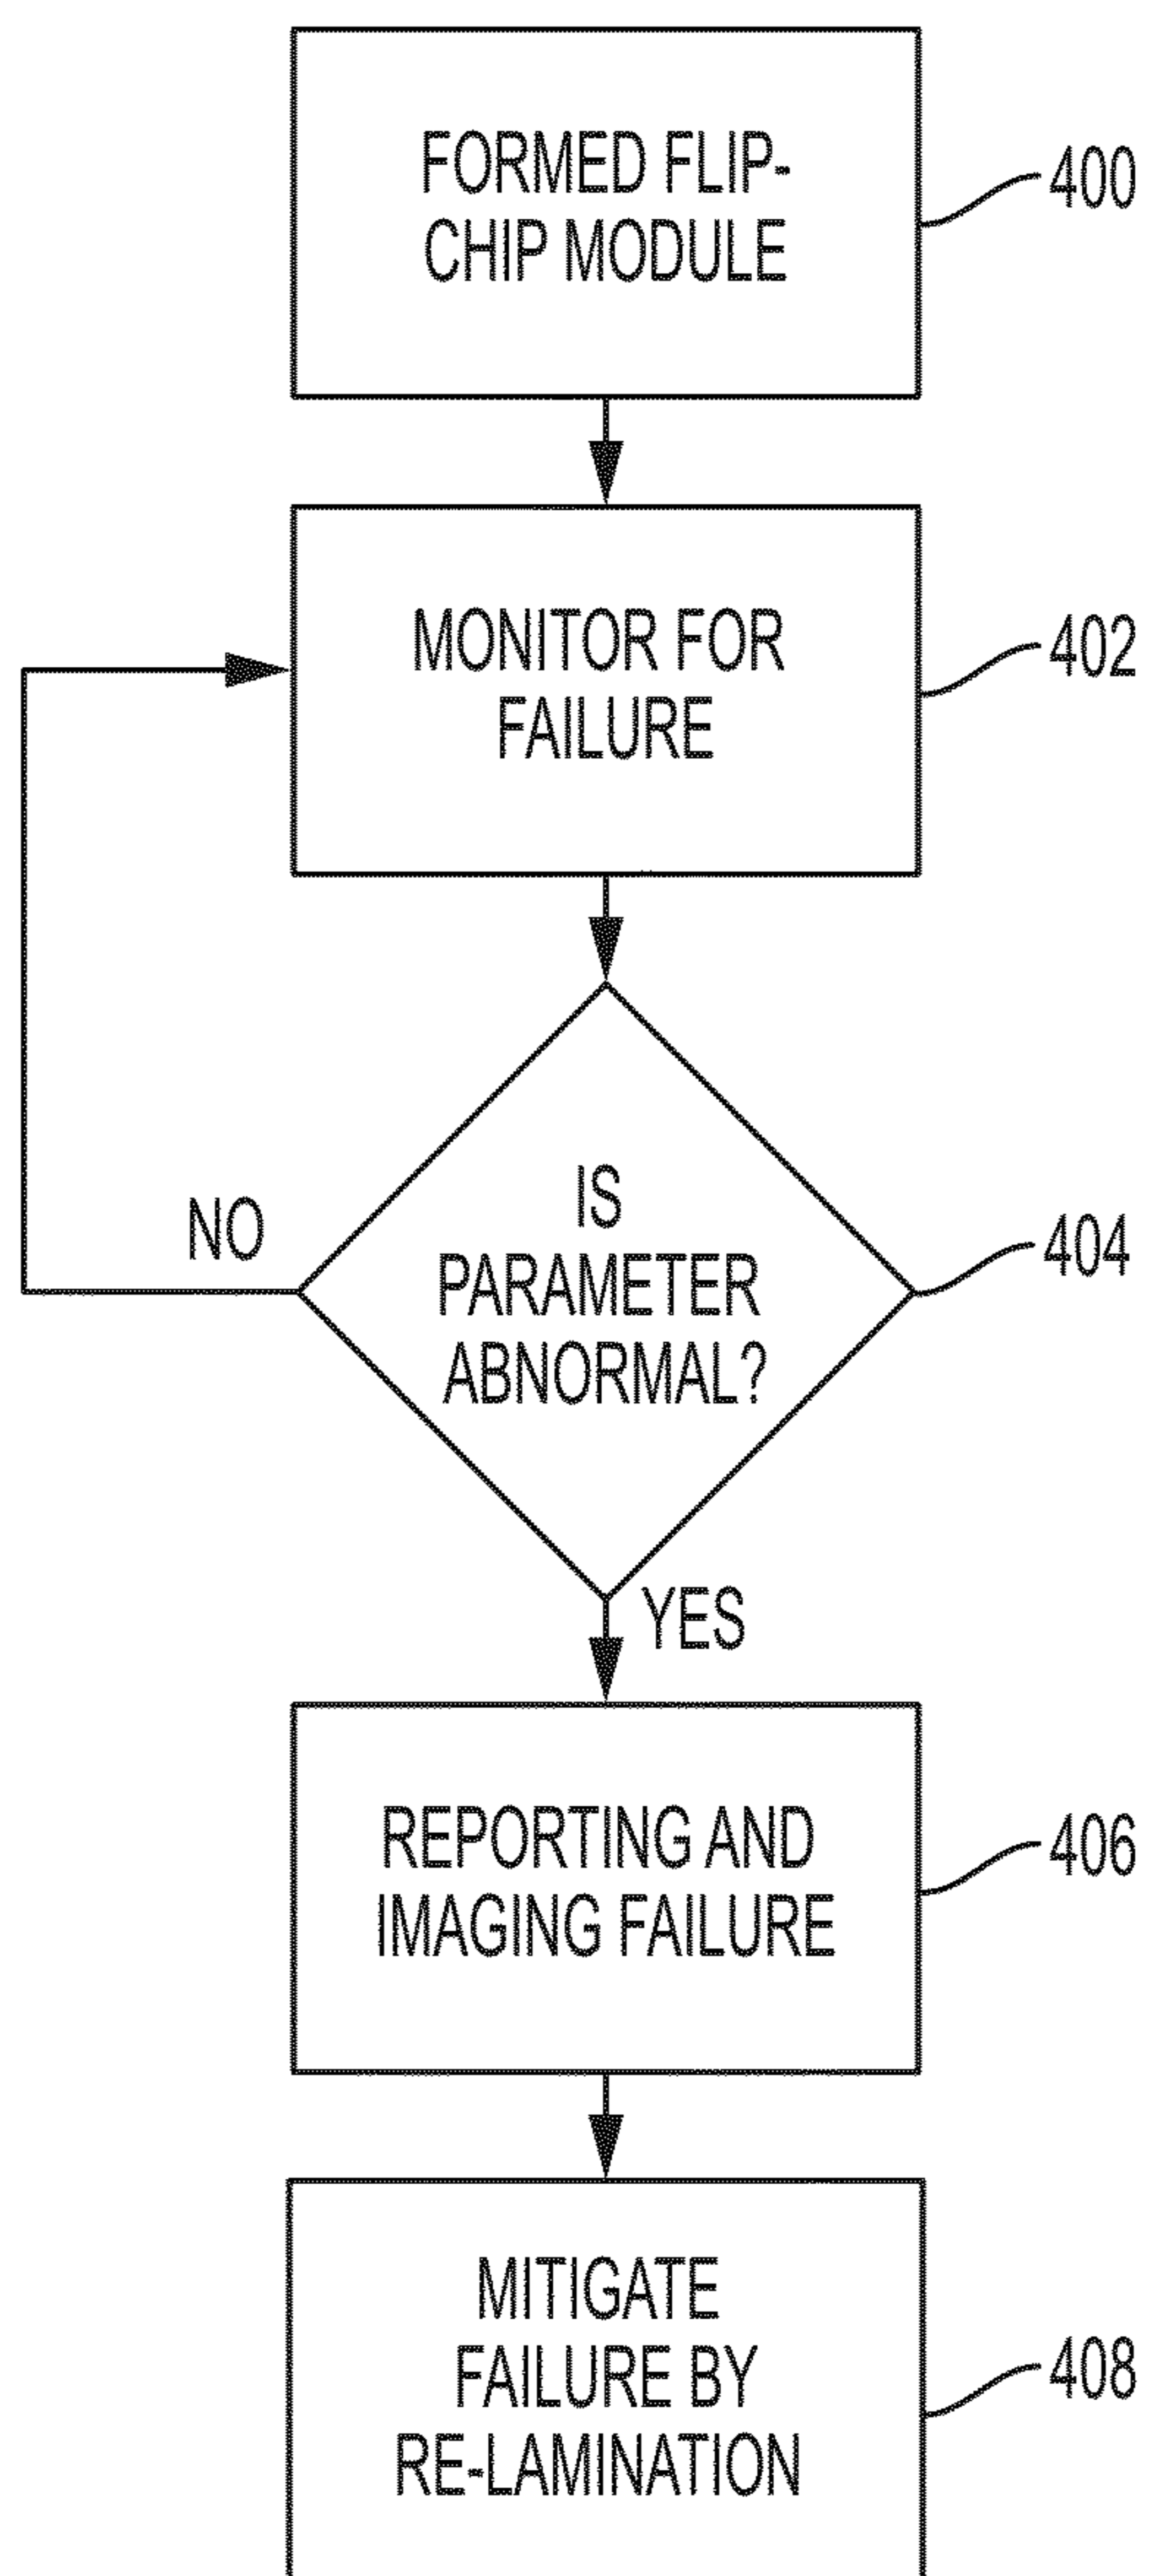 FORMED FLIP-
CHIP MODULE
400
MONITOR FOR
FAILURE
402
IS
PARAMETER
ABNORMAL?
404
NO
YES
REPORTING AND
IMAGING FAILURE
406
MITIGATE
FAILURE BY
RE-LAMINATION
408